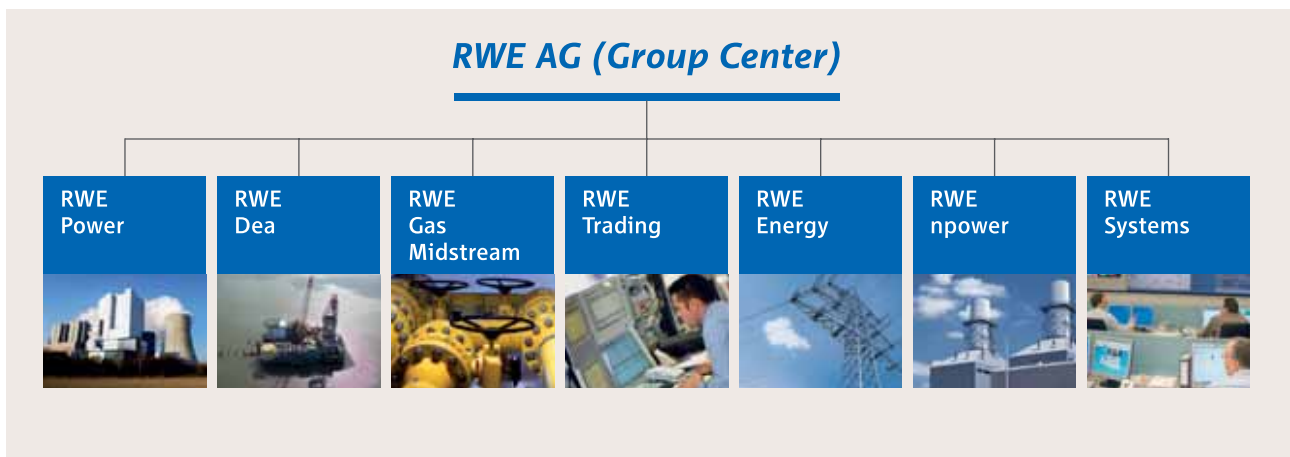 RWE AG (Group Center)
RWE
Power
RWE
Dea
RWE
Gas
Midstream
RWE
Trading
RWE
Energy
RWE
npower
RWE
Systems